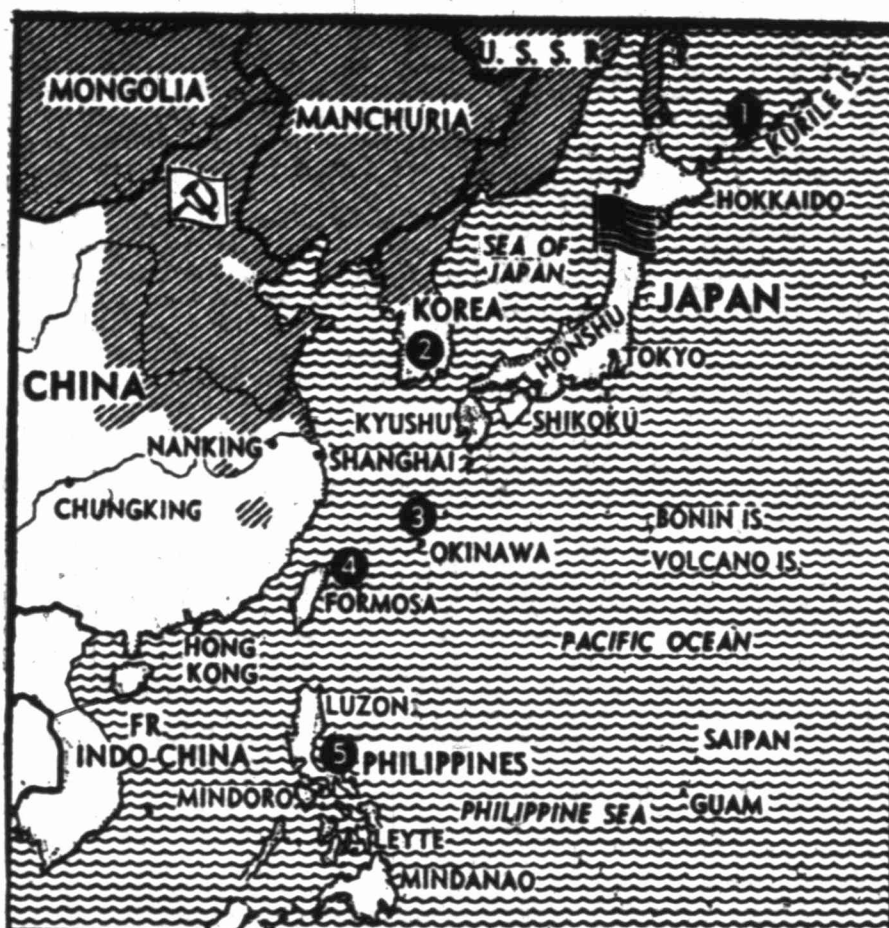 U. S. S. R.
MONGOLIA
MANCHURIA
1
KURILE IS.
HOKKAIDO
SEA OF
JAPAN
KOREA
JAPAN
2
HONSHU
TOKYO
CHINA
KYUSHU
SHIKOKU
NANKING
SHANGHAI
CHUNGKING
3
BONIN IS.
OKINAWA
VOLCANO IS.
4
FORMOSA
HONG
KONG
PACIFIC OCEAN
LUZON
FR.
INDO-CHINA
5
PHILIPPINES
SAIPAN
MINDORO
PHILIPPINE SEA
GUAM
LEYTE
MINDANAO